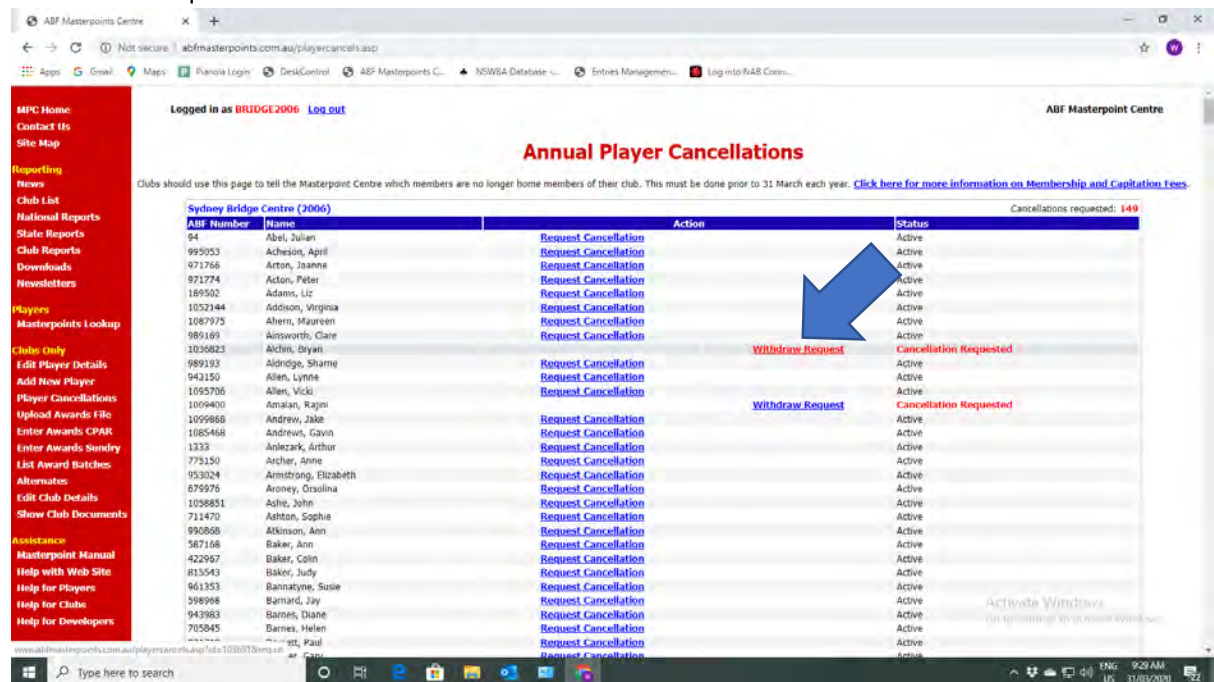 ABF Masterpoints Centre
Not secure abfmasterpoints.com.au/playercancels.asp
Apps Gmail Maps Pianola Login DeskControl ABF Masterpoints C... NSWBA Database -... Entries Managemen... Log into NAB Conn...
Logged in as BRIDGE2006 Log out
ABF Masterpoint Centre
MPC Home
Contact Us
Site Map
Reporting
News
Club List
National Reports
State Reports
Club Reports
Downloads
Newsletters
Players
Masterpoints Lookup
Clubs Only
Edit Player Details
Add New Player
Player Cancellations
Upload Awards File
Enter Awards CPAR
Enter Awards Sundry
List Award Batches
Alternates
Edit Club Details
Show Club Documents
Assistance
Masterpoint Manual
Help with Web Site
Help for Players
Help for Clubs
Help for Developers
Annual Player Cancellations
Clubs should use this page to tell the Masterpoint Centre which members are no longer home members of their club. This must be done prior to 31 March each year. Click here for more information on Membership and Capitation Fees.
Sydney Bridge Centre (2006) Cancellations requested: 149
ABF Number Name Action Status
94 Abel, Julian Request Cancellation Active
995053 Acheson, April Request Cancellation Active
971766 Acton, Joanne Request Cancellation Active
971774 Acton, Peter Request Cancellation Active
189502 Adams, Liz Request Cancellation Active
1052144 Addison, Virginia Request Cancellation Active
1087975 Ahern, Maureen Request Cancellation Active
989169 Ainsworth, Clare Request Cancellation Active
1036823 Alchin, Bryan Withdraw Request Cancellation Requested
989193 Aldridge, Sharne Request Cancellation Active
943150 Allen, Lynne Request Cancellation Active
1095706 Allen, Vicki Request Cancellation Active
1009400 Amalan, Rajini Withdraw Request Cancellation Requested
1099868 Andrew, Jake Request Cancellation Active
1085468 Andrews, Gavin Request Cancellation Active
1333 Anlezark, Arthur Request Cancellation Active
775150 Archer, Anne Request Cancellation Active
953024 Armstrong, Elizabeth Request Cancellation Active
679976 Aroney, Orsolina Request Cancellation Active
1058851 Ashe, John Request Cancellation Active
711470 Ashton, Sophie Request Cancellation Active
990868 Atkinson, Ann Request Cancellation Active
587168 Baker, Ann Request Cancellation Active
422967 Baker, Colin Request Cancellation Active
815543 Baker, Judy Request Cancellation Active
961353 Bannatyne, Susie Request Cancellation Active
598968 Barnard, Jay Request Cancellation Active
943983 Barnes, Diane Request Cancellation Active
705845 Barnes, Helen Request Cancellation Active
Paul Request Cancellation Active
Request Cancellation Active
Activate Windows
Type here to search
ENG 9:29 AM
US 31/03/2020